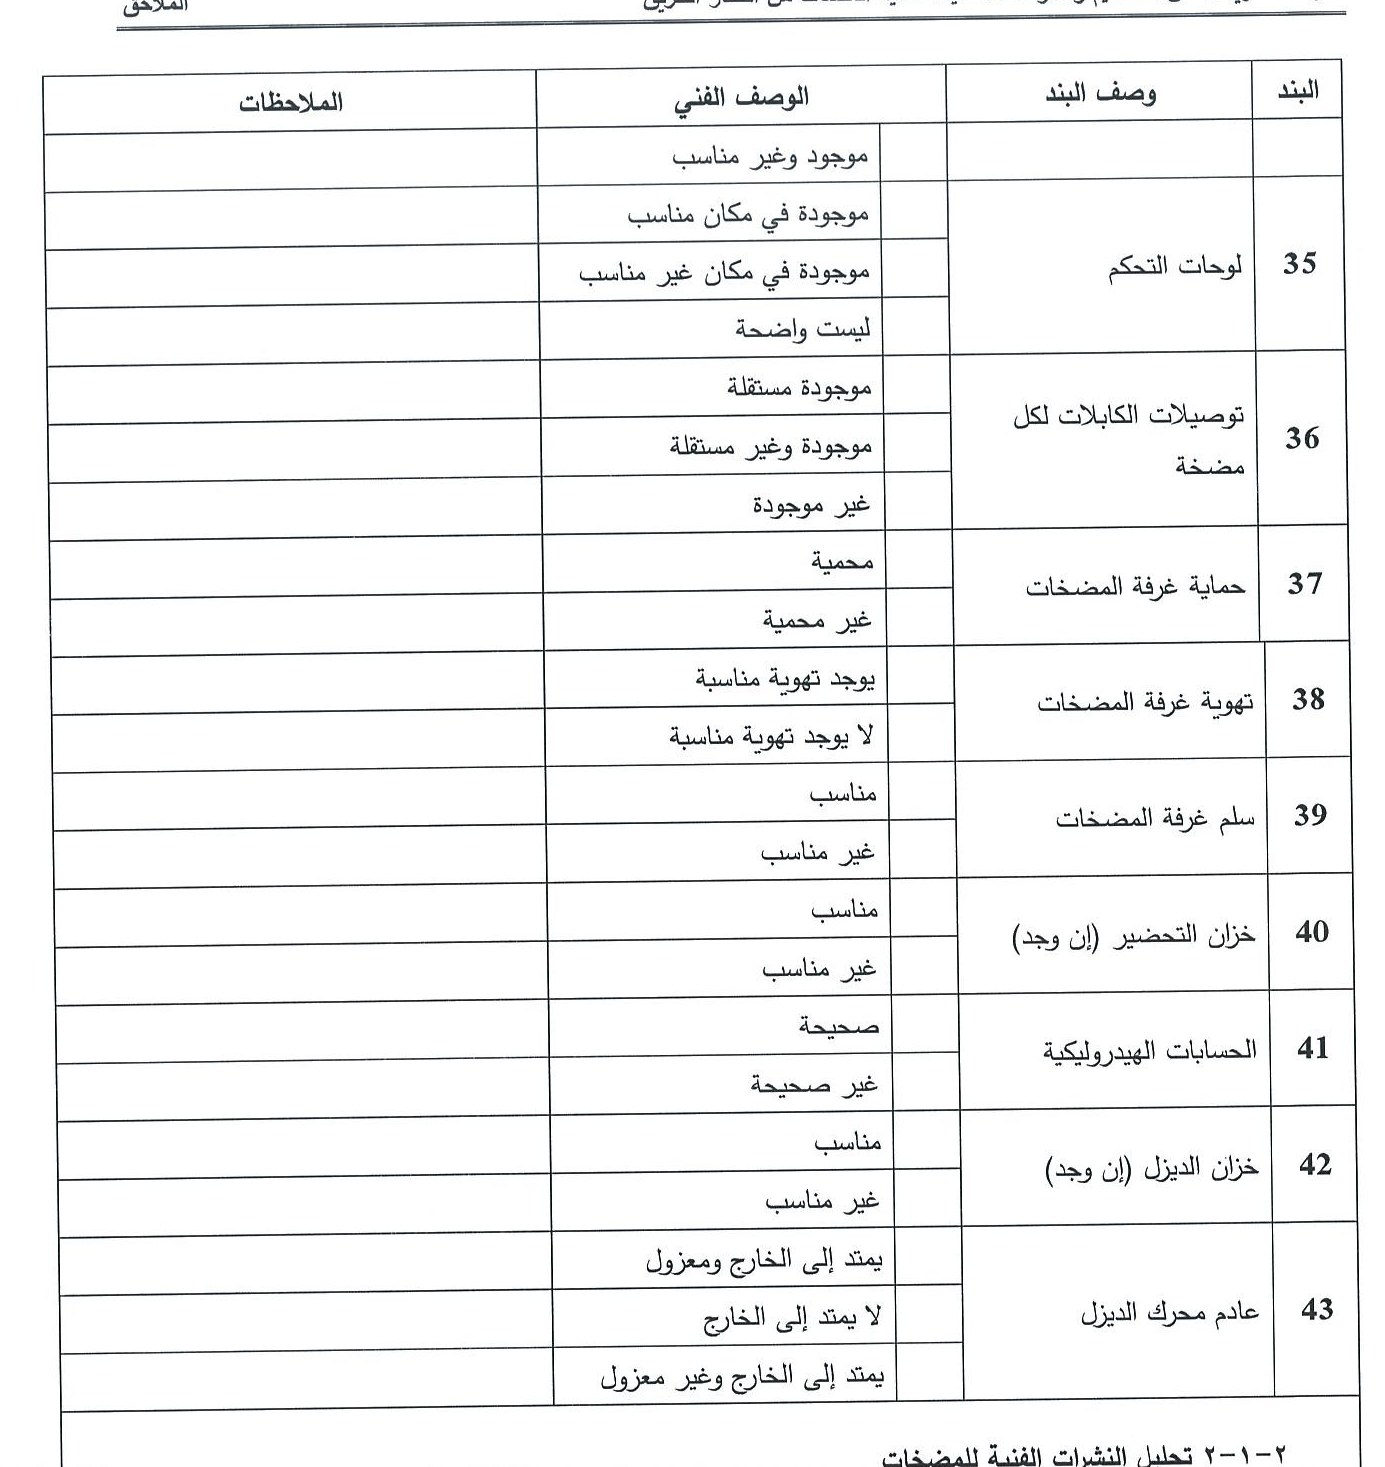 الملاحق
البند وصف البند الوصف الفني الملاحظات
موجود وغير مناسب
35 لوحات التحكم
موجودة في مكان مناسب
موجودة في مكان غير مناسب
ليست واضحة
36 توصيلات الكابلات لكل
مضخة
موجودة مستقلة
موجودة وغير مستقلة
غير موجودة
37 حماية غرفة المضخات
محمية
غير محمية
38 تهوية غرفة المضخات
يوجد تهوية مناسبة
لا يوجد تهوية مناسبة
39 سلم غرفة المضخات
مناسب
غير مناسب
40 خزان التحضير (إن وجد)
مناسب
غير مناسب
41 الحسابات الهيدروليكية
صحيحة
غير صحيحة
42 خزان الديزل (إن وجد)
مناسب
غير مناسب
43 عادم محرك الديزل
يمتد إلى الخارج ومعزول
لا يمتد إلى الخارج
يمتد إلى الخارج وغير معزول
٢-١-٢ تحليل النشرات الفنية للمضخات